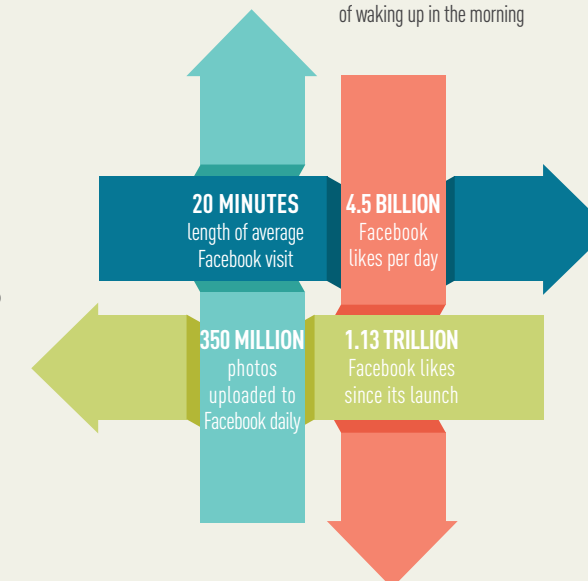 of waking up in the morning
20 MINUTES
length of average
Facebook visit
4.5 BILLION
Facebook
likes per day
350 MILLION
photos
uploaded to
Facebook daily
1.13 TRILLION
Facebook likes
since its launch